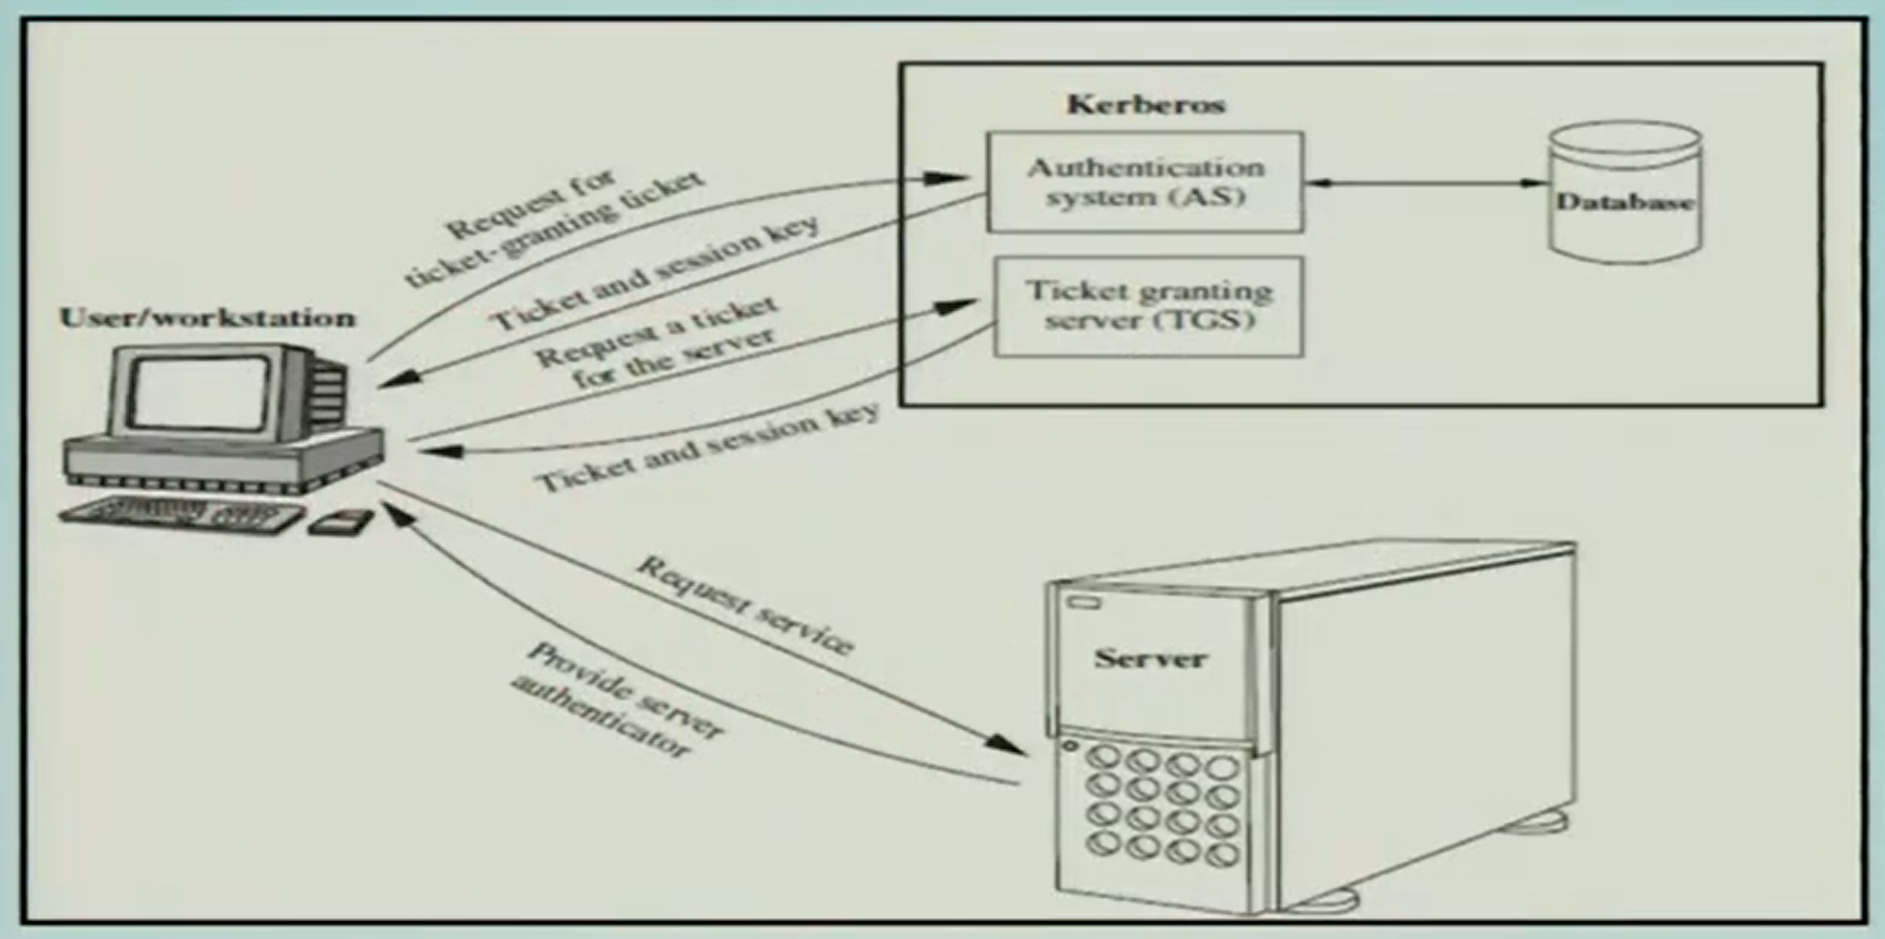 Kerberos
Authentication
system (AS)
Database
Request for
ticket-granting ticket
Ticket and session key
Ticket granting
server (TGS)
User/workstation
Request a ticket
for the server
Ticket and session key
Request service
Provide server
authenticator
Server